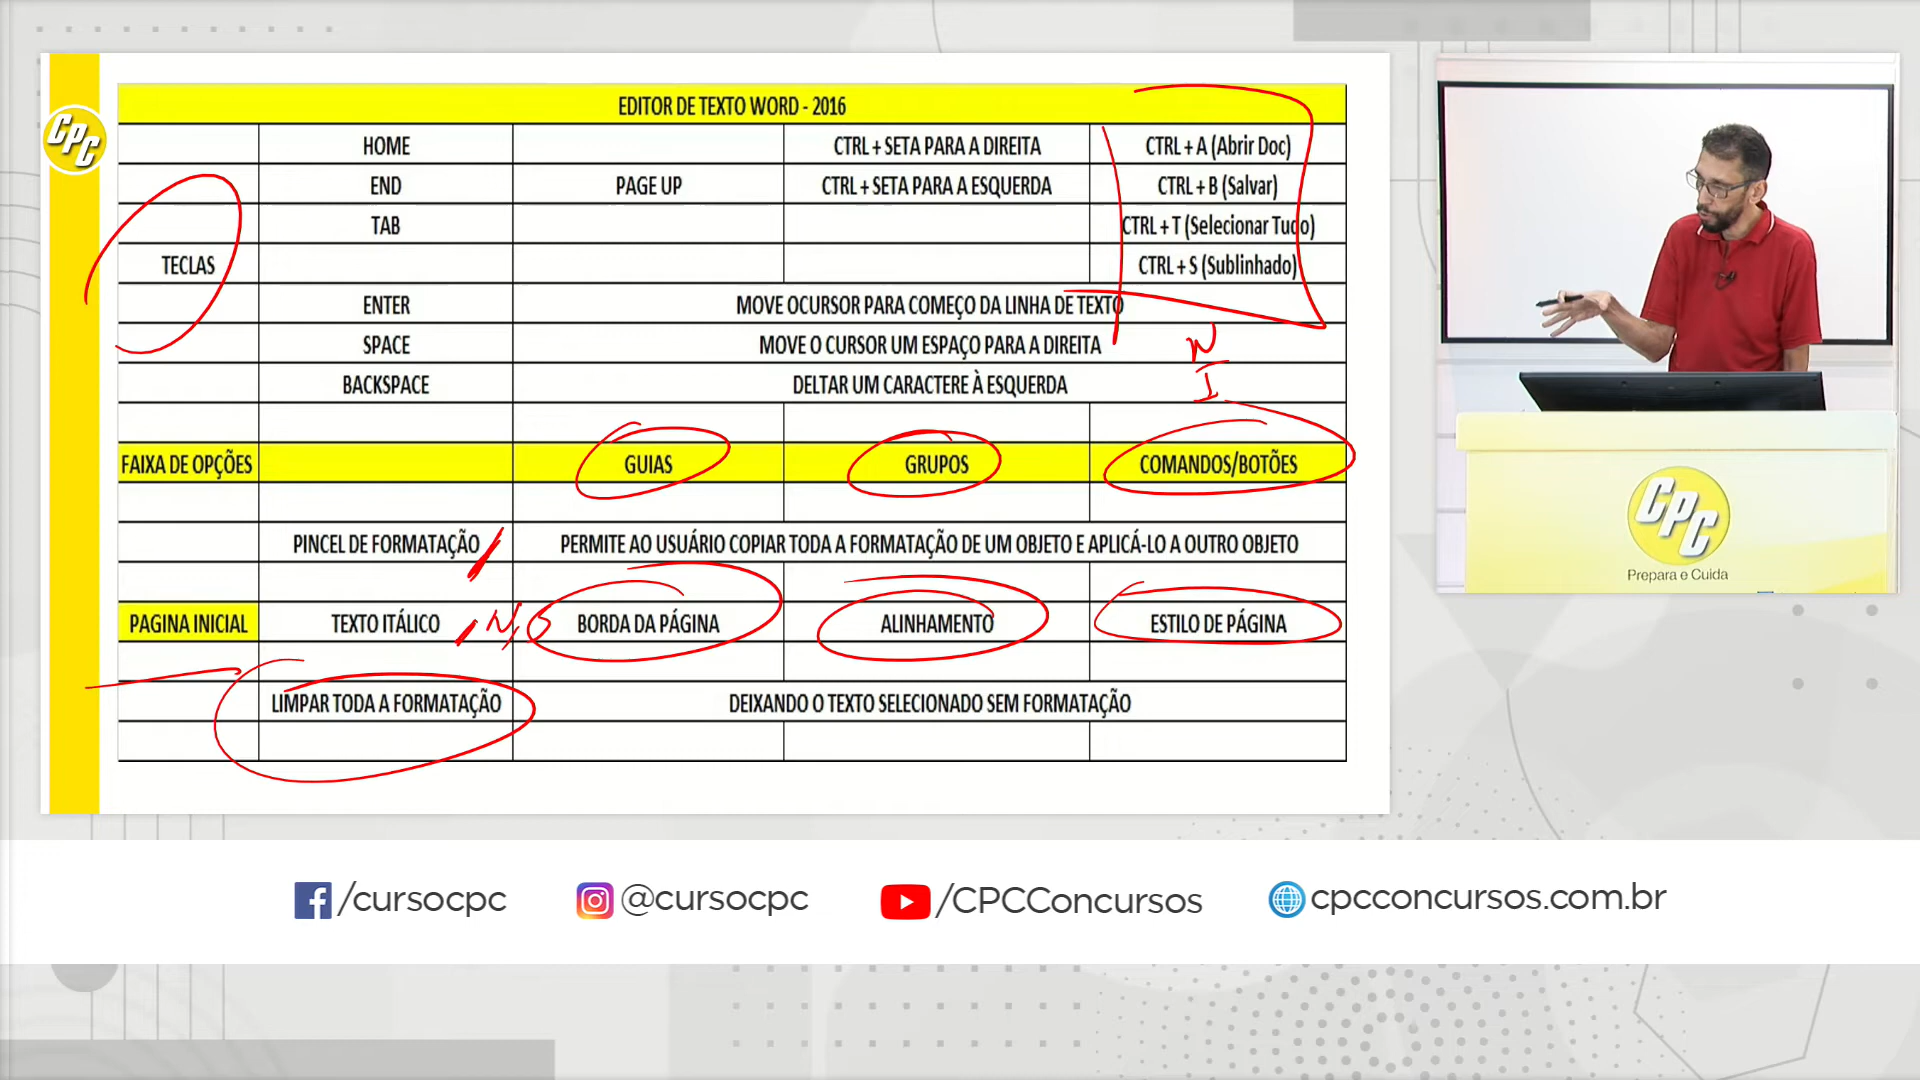 EDITOR DE TEXTO WORD - 2016
HOME
CTRL + SETA PARA A DIREITA
CTRL + A (Abrir Doc)
END
PAGE UP
CTRL + SETA PARA A ESQUERDA
CTRL + B (Salvar)
TAB
CTRL + T (Selecionar Tudo)
TECLAS
CTRL + S (Sublinhado)
ENTER
MOVE OCURSOR PARA COMEÇO DA LINHA DE TEXTO
SPACE
MOVE O CURSOR UM ESPAÇO PARA A DIREITA
N
BACKSPACE
DELTAR UM CARACTERE À ESQUERDA
I
FAIXA DE OPÇÕES
GUIAS
GRUPOS
COMANDOS/BOTÕES
PINCEL DE FORMATAÇÃO
PERMITE AO USUÁRIO COPIAR TODA A FORMATAÇÃO DE UM OBJETO E APLICÁ-LO A OUTRO OBJETO
PAGINA INICIAL
TEXTO ITÁLICO
N, S
BORDA DA PÁGINA
ALINHAMENTO
ESTILO DE PÁGINA
LIMPAR TODA A FORMATAÇÃO
DEIXANDO O TEXTO SELECIONADO SEM FORMATAÇÃO
CPC
CPC
Prepara e Cuida
/cursocpc
@cursocpc
/CPCConcursos
cpcconcursos.com.br